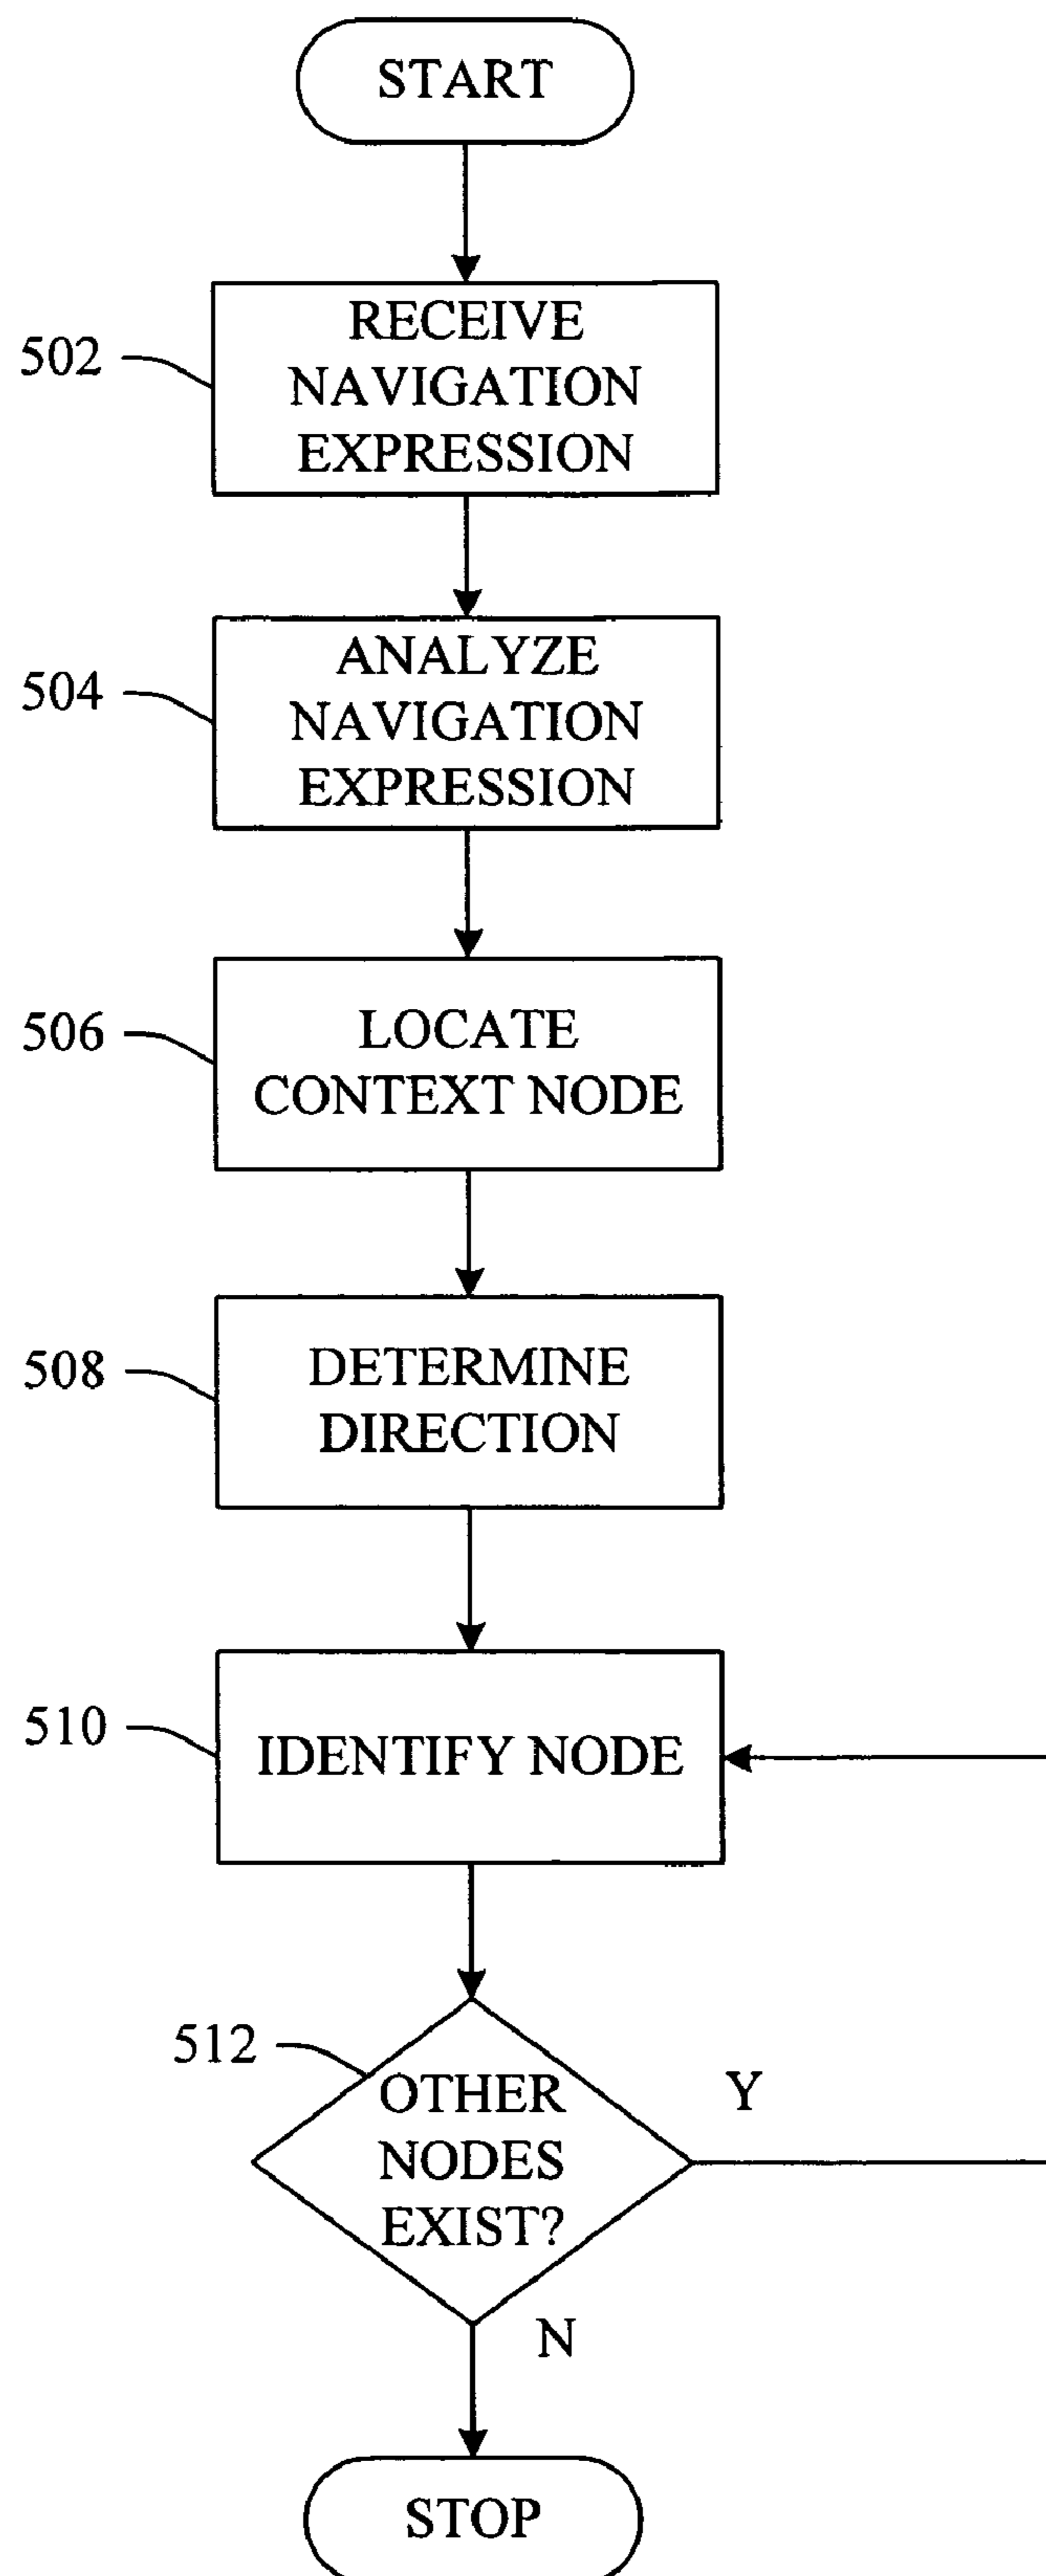 START
502
RECEIVE
NAVIGATION
EXPRESSION
504
ANALYZE
NAVIGATION
EXPRESSION
506
LOCATE
CONTEXT NODE
508
DETERMINE
DIRECTION
510
IDENTIFY NODE
512
OTHER
NODES
EXIST?
Y
N
STOP